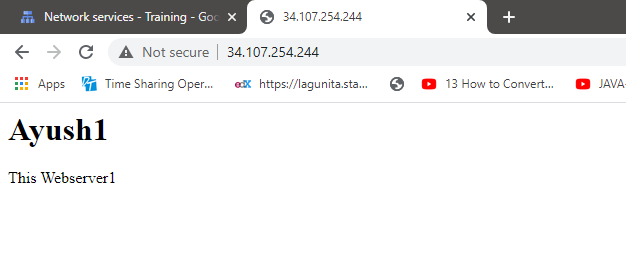 Network services - Training - Goo
34.107.254.244
Not secure
34.107.254.244
Apps
Time Sharing Oper...
edX
https://lagunita.sta...
13 How to Convert...
JAVA
Ayush1
This Webserver1